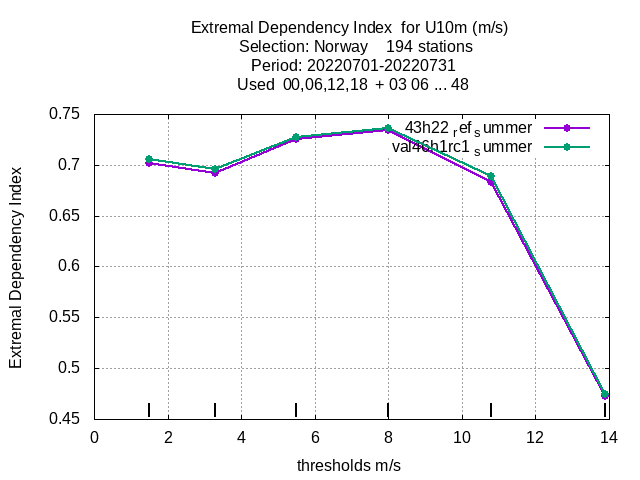 Extremal Dependency Index for U10m (m/s)
Selection: Norway 194 stations
Period: 20220701-20220731
Used 00,06,12,18 + 03 06 ... 48
43h22 ref summer
val46h1rc1 summer
0.75
0.7
0.65
0.6
0.55
0.5
0.45
Extremal Dependency Index
0 2 4 6 8 10 12 14
thresholds m/s